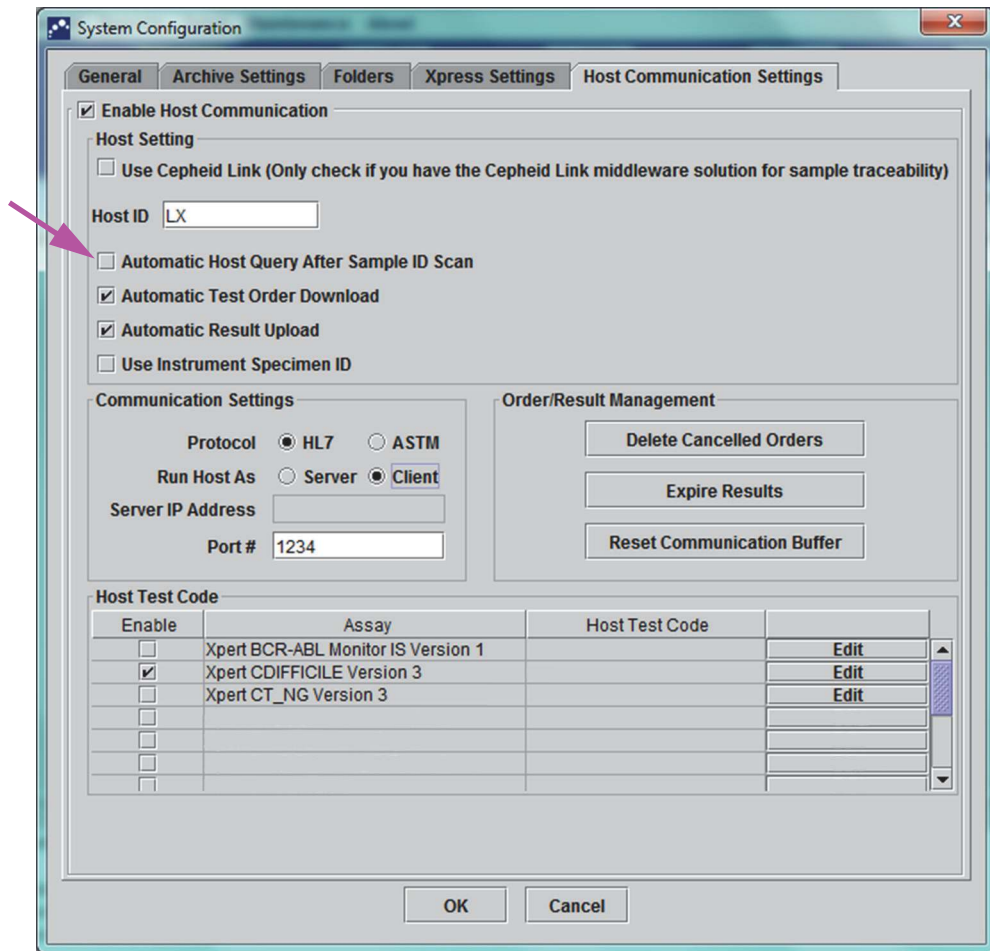 System Configuration
General Archive Settings Folders Xpress Settings Host Communication Settings
Enable Host Communication
Host Setting
Use Cepheid Link (Only check if you have the Cepheid Link middleware solution for sample traceability)
Host ID LX
Automatic Host Query After Sample ID Scan
Automatic Test Order Download
Automatic Result Upload
Use Instrument Specimen ID
Communication Settings
Protocol HL7 ASTM
Run Host As Server Client
Server IP Address
Port # 1234
Order/Result Management
Delete Cancelled Orders
Expire Results
Reset Communication Buffer
Host Test Code
Enable Assay Host Test Code
Xpert BCR-ABL Monitor IS Version 1 Edit
Xpert CDIFFICILE Version 3 Edit
Xpert CT_NG Version 3 Edit
OK Cancel